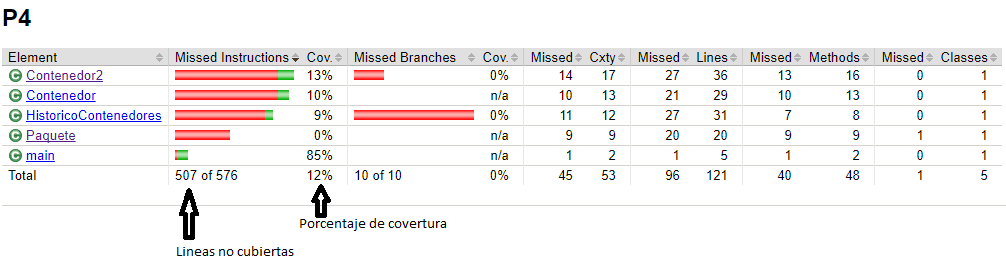 P4
Element Missed Instructions Cov. Missed Branches Cov. Missed Cxty Missed Lines Missed Methods Missed Classes
Contenedor2 13% 0% 14 17 27 36 13 16 0 1
Contenedor 10% n/a 10 13 21 29 10 13 0 1
HistoricoContenedores 9% 0% 11 12 27 31 7 8 0 1
Paquete 0% n/a 9 9 20 20 9 9 1 1
main 85% n/a 1 2 1 5 1 2 0 1
Total 507 of 576 12% 10 of 10 0% 45 53 96 121 40 48 1 5
Porcentaje de covertura
Lineas no cubiertas